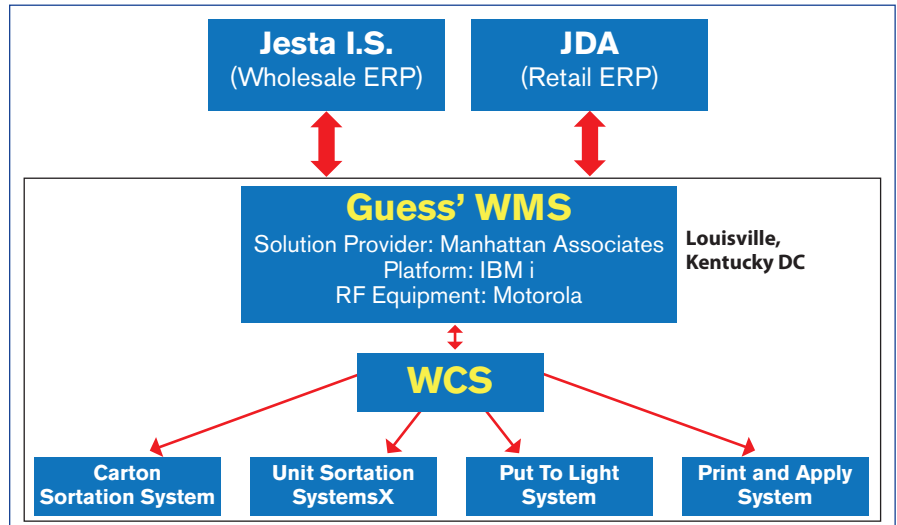 Jesta I.S.
(Wholesale ERP)
JDA
(Retail ERP)
Guess’ WMS
Solution Provider: Manhattan Associates
Platform: IBM i
RF Equipment: Motorola
Louisville,
Kentucky DC
WCS
Carton
Sortation System
Unit Sortation
SystemsX
Put To Light
System
Print and Apply
System